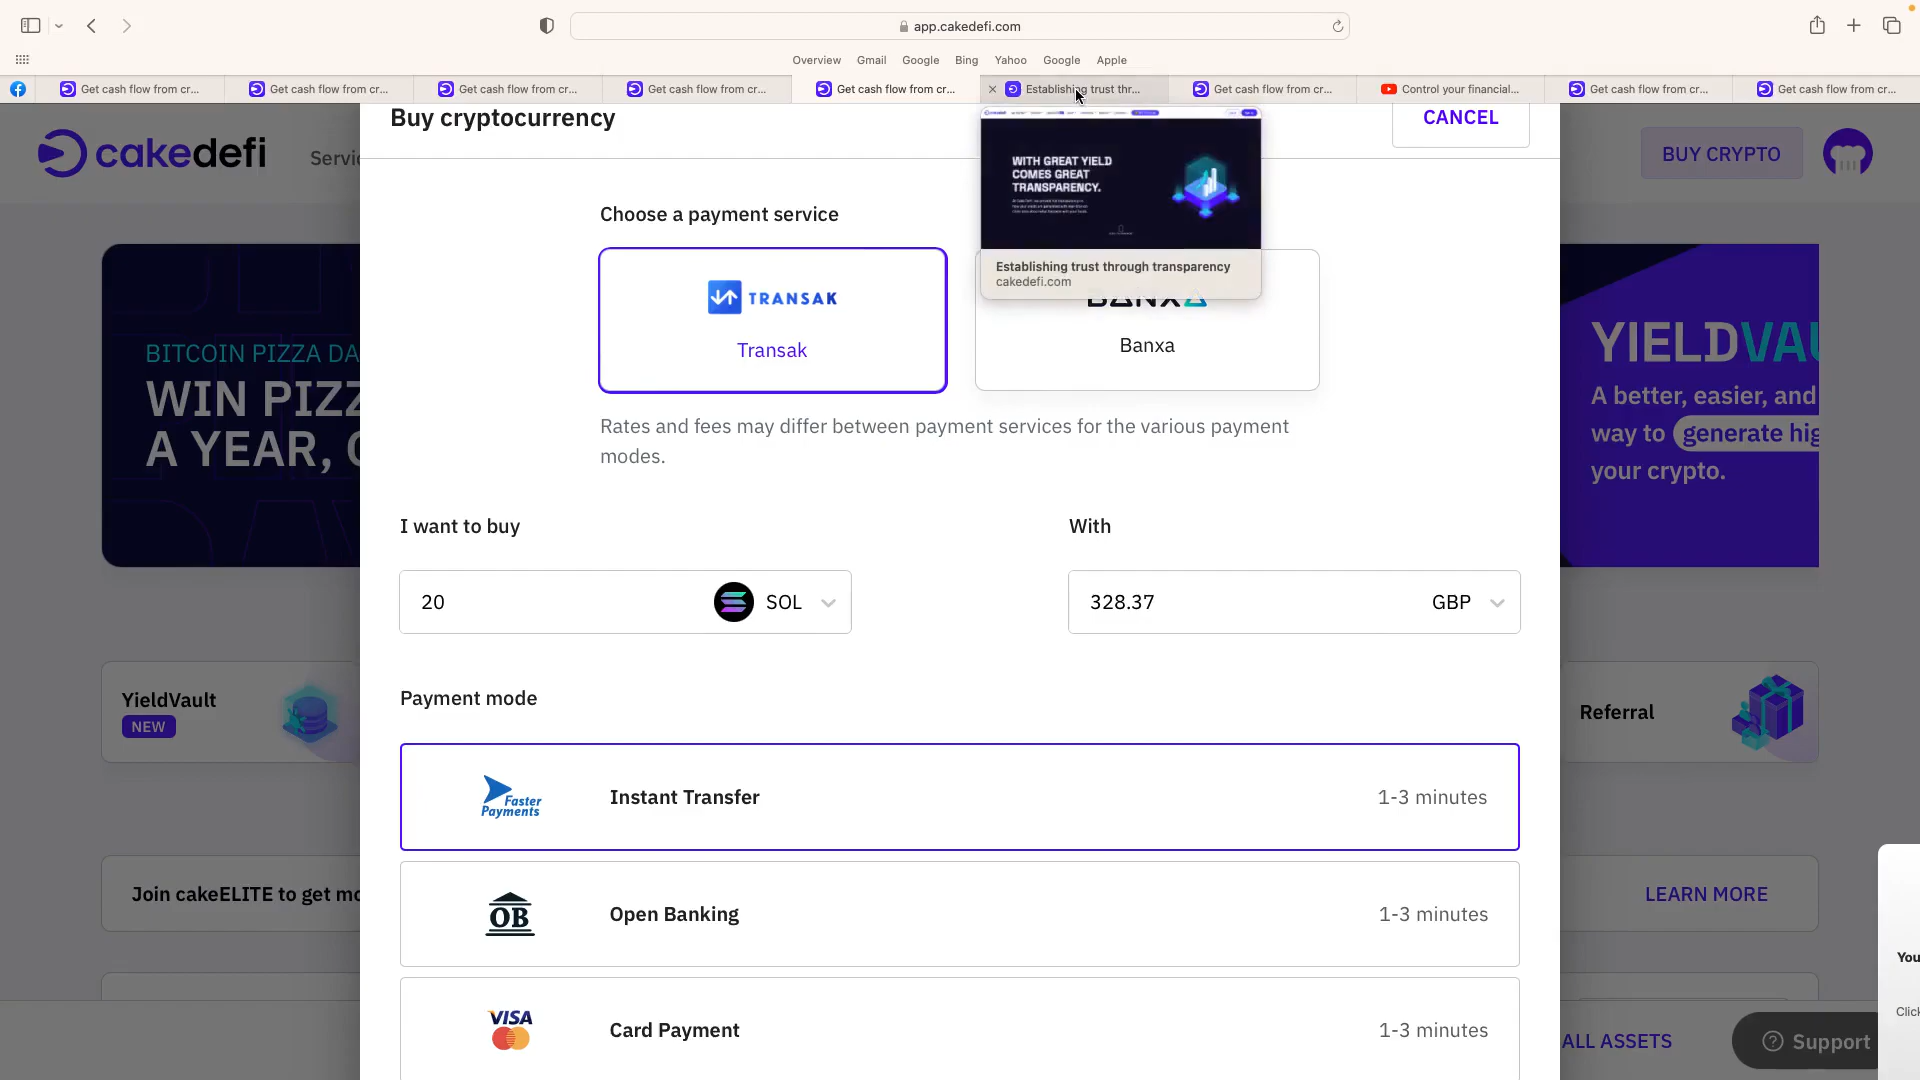 app.cakedefi.com
Overview Gmail Google Bing Yahoo Google Apple
Get cash flow from cr... Get cash flow from cr... Get cash flow from cr... Get cash flow from cr... Get cash flow from cr... Establishing trust thr... Get cash flow from cr... Control your financial... Get cash flow from cr... Get cash flow from cr...
Buy cryptocurrency
CANCEL
cakedefi
Servic
BUY CRYPTO
WITH GREAT YIELD
COMES GREAT
TRANSPARENCY.
Establishing trust through transparency
cakedefi.com
Choose a payment service
TRANSAK
Transak
BANXA
Banxa
Rates and fees may differ between payment services for the various payment
modes.
BITCOIN PIZZA DA
WIN PIZZ
A YEAR,
YIELDVAU
A better, easier, and
way to generate hig
your crypto.
I want to buy
With
20 SOL
328.37 GBP
Payment mode
YieldVault
NEW
Referral
Faster
Payments
Instant Transfer
1-3 minutes
OB
Open Banking
1-3 minutes
Join cakeELITE to get mo
LEARN MORE
VISA
Card Payment
1-3 minutes
You
Click
ALL ASSETS
Support